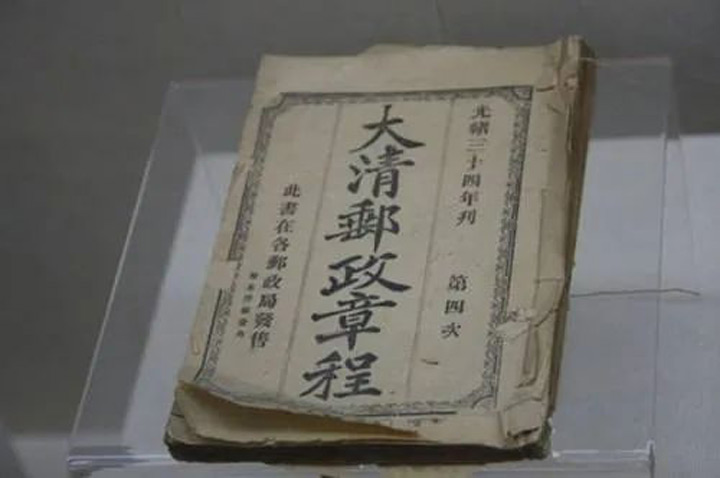 光緒三十四年刊 第四次
大清郵政章程
此書在各郵政局發售